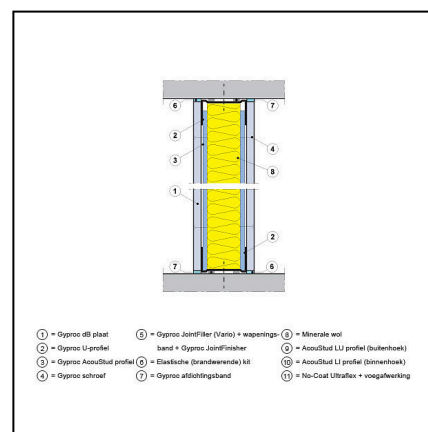 6 7
2
4
3
8
1
2
7 6
1 = Gyproc dB plaat
2 = Gyproc U-profiel
3 = Gyproc AcouStud profiel
4 = Gyproc schroef
5 = Gyproc JointFiller (Vario) + wapenings-
band + Gyproc JointFinisher
6 = Elastische (brandwerende) kit
7 = Gyproc afdichtingsband
8 = Minerale wol
9 = AcouStud LU profiel (buitenhoek)
10 = AcouStud LI profiel (binnenhoek)
11 = No-Coat Ultraflex + voegafwerking